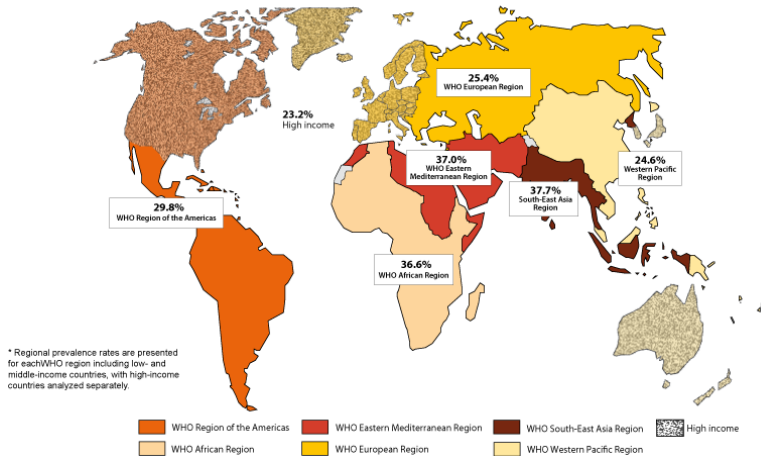 25.4%
WHO European Region
23.2%
High income
37.0%
WHO Eastern
Mediterranean Region
24.6%
Western Pacific
Region
37.7%
South-East Asia
Region
29.8%
WHO Region of the Americas
36.6%
WHO African Region
* Regional prevalence rates are presented
for eachWHO region including low- and
middle-income countries, with high-income
countries analyzed separately.
WHO Region of the Americas
WHO Eastern Mediterranean Region
WHO South-East Asia Region
High income
WHO African Region
WHO European Region
WHO Western Pacific Region